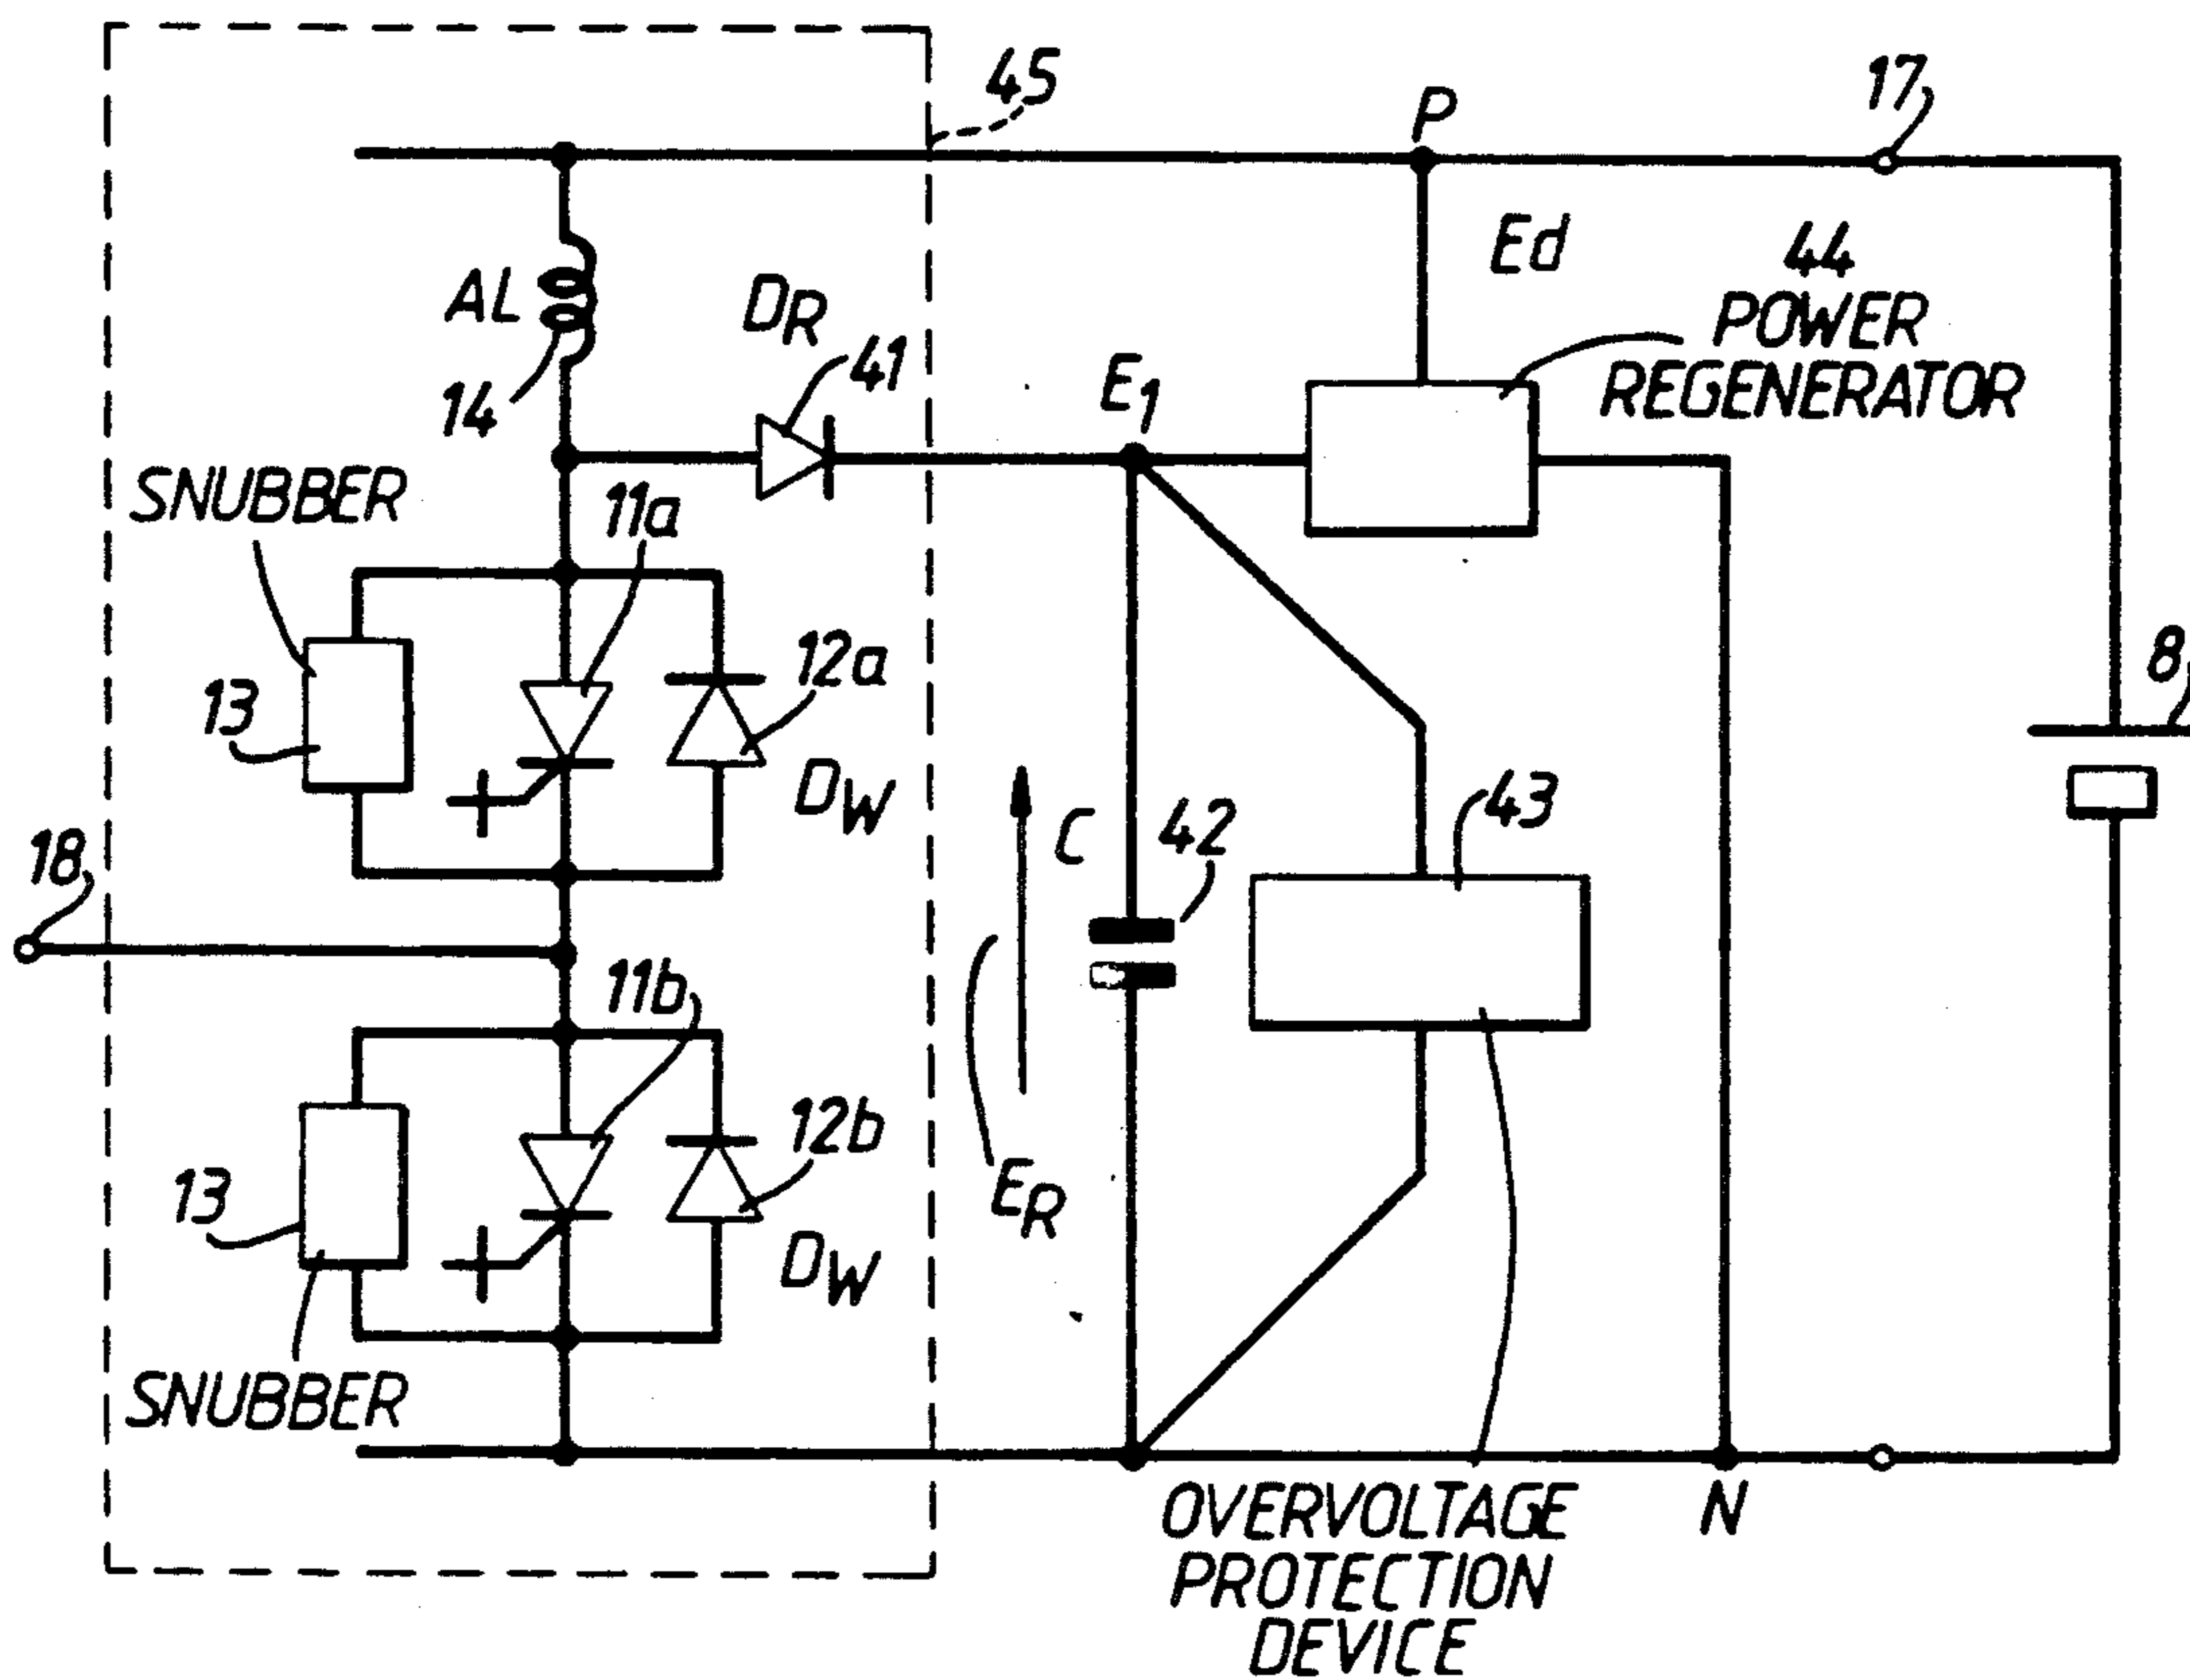 45
P
17
Ed
44
POWER
REGENERATOR
AL
14
DR
41
E1
SNUBBER
11a
13
12a
DW
8
18
C
42
43
11b
13
12b
ER
DW
SNUBBER
OVERVOLTAGE
PROTECTION
DEVICE
N